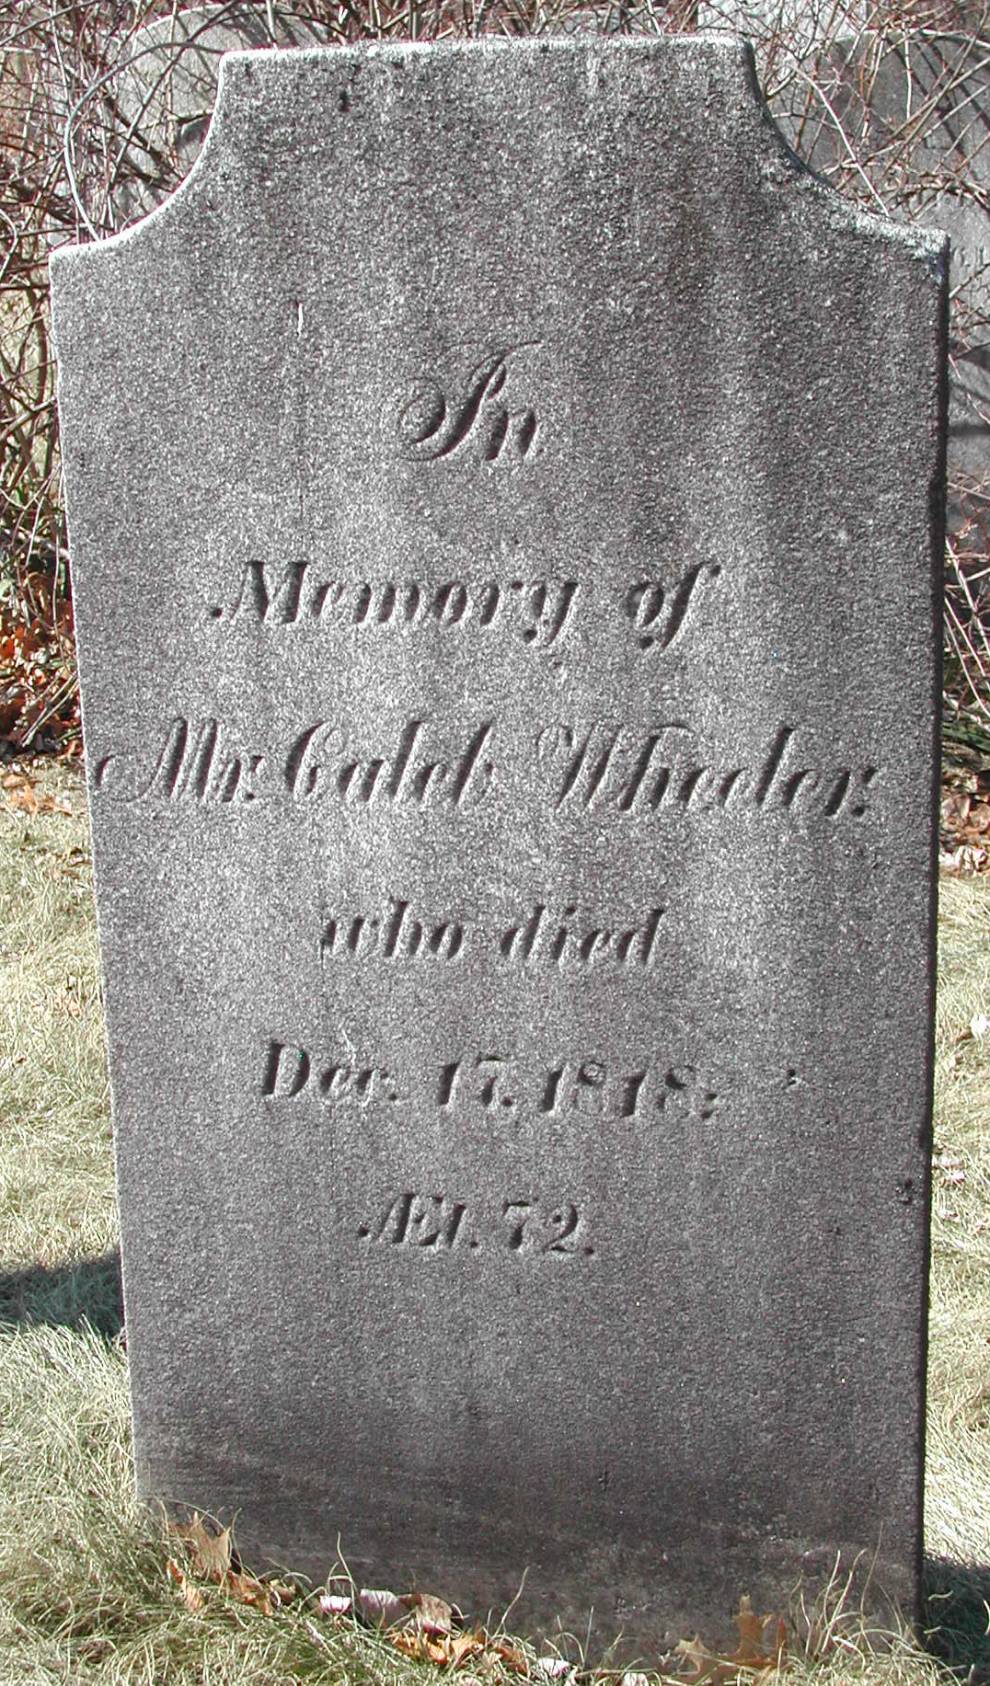 In
Memory of
Mr. Caleb Wheeler.
who died
Dec. 17. 1818:
Æt. 72.